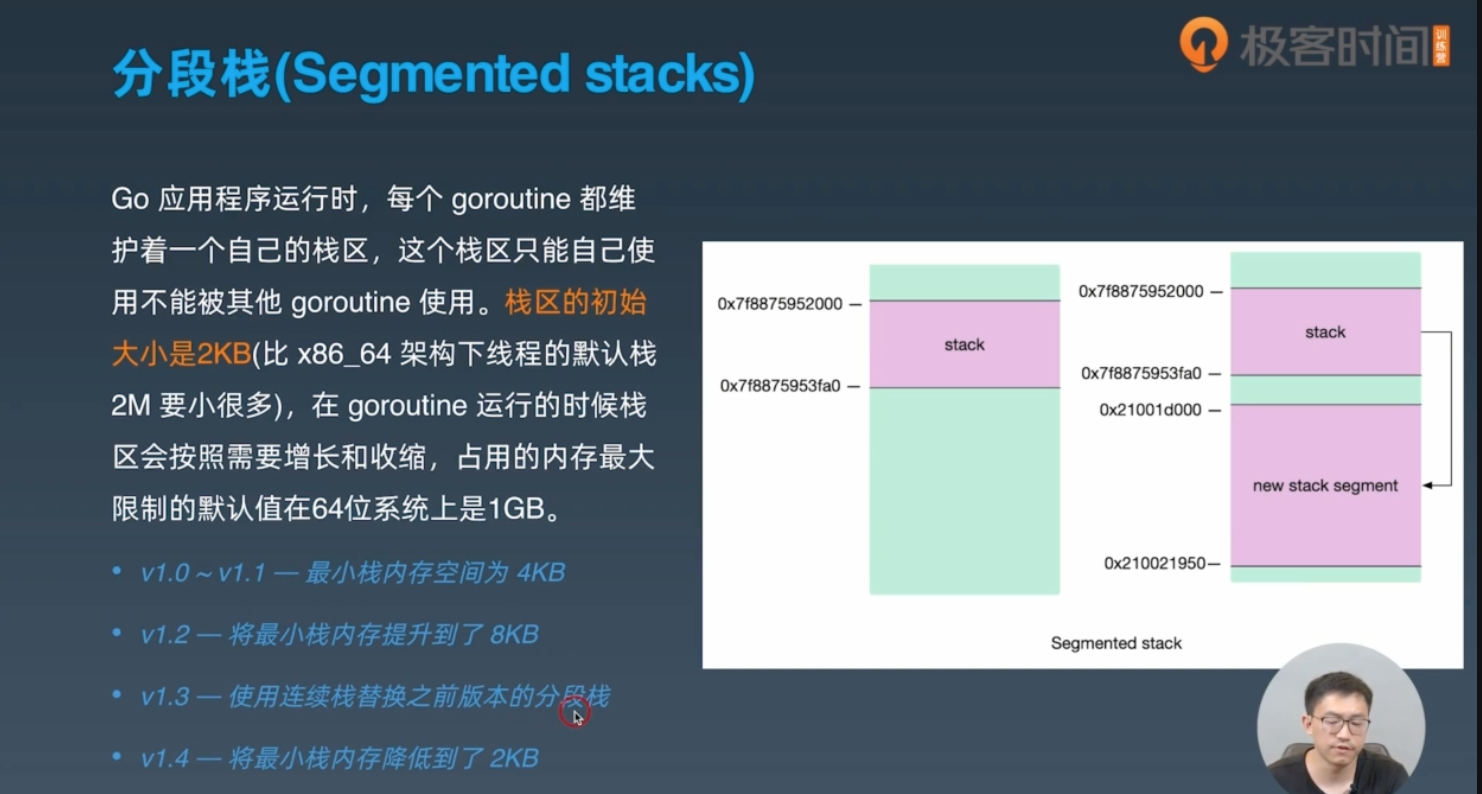 分段栈(Segmented stacks)
极客时间 训练营
Go 应用程序运行时，每个 goroutine 都维
护着一个自己的栈区，这个栈区只能自己使
用不能被其他 goroutine 使用。栈区的初始
大小是2KB(比 x86_64 架构下线程的默认栈
2M 要小很多)，在 goroutine 运行的时候栈
区会按照需要增长和收缩，占用的内存最大
限制的默认值在64位系统上是1GB。
• v1.0 ~ v1.1 — 最小栈内存空间为 4KB
• v1.2 — 将最小栈内存提升到了 8KB
• v1.3 — 使用连续栈替换之前版本的分段栈
• v1.4 — 将最小栈内存降低到了 2KB
0x7f8875952000
stack
0x7f8875953fa0
0x7f8875952000
stack
0x7f8875953fa0
0x21001d000
new stack segment
0x210021950
Segmented stack